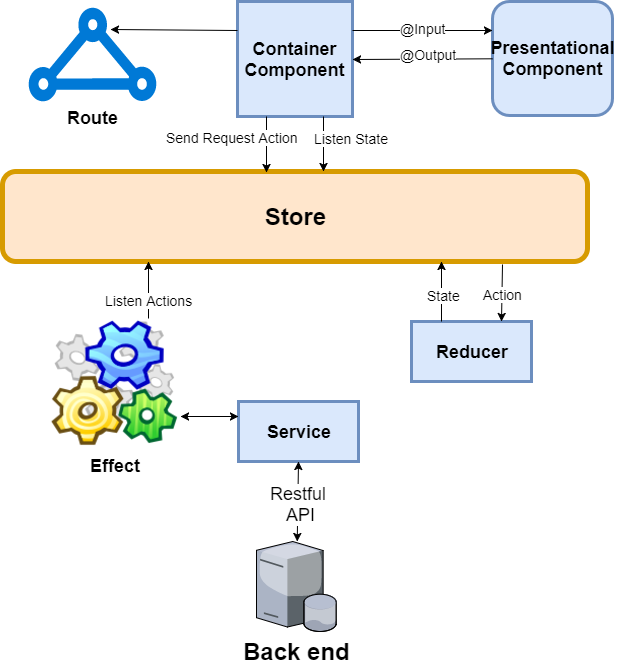 @Input
Container
Component
@Output
Presentational
Component
Route
Send Request Action
Listen State
Store
Listen Actions
State
Action
Reducer
Service
Effect
Restful
API
Back end